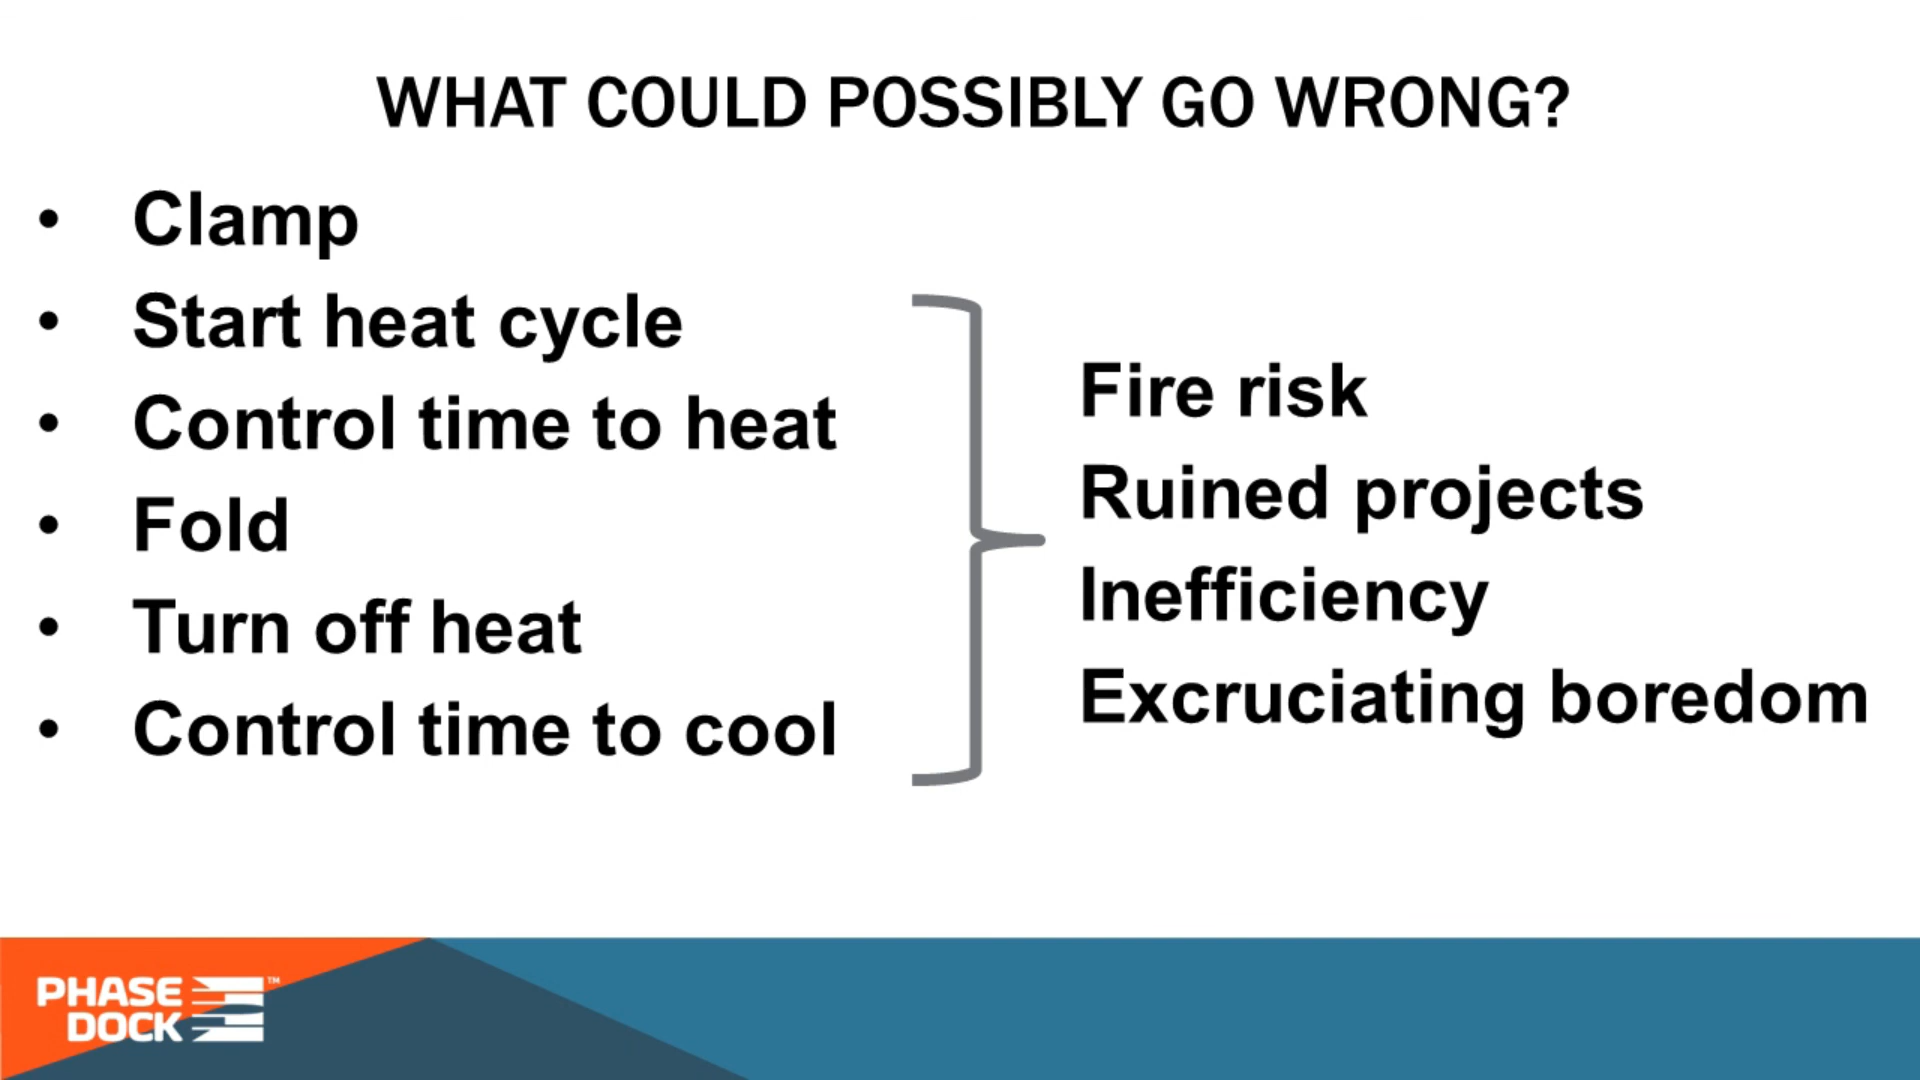 WHAT COULD POSSIBLY GO WRONG?
• Clamp
• Start heat cycle
• Control time to heat
• Fold
• Turn off heat
• Control time to cool
Fire risk
Ruined projects
Inefficiency
Excruciating boredom
PHASE
DOCK
TM